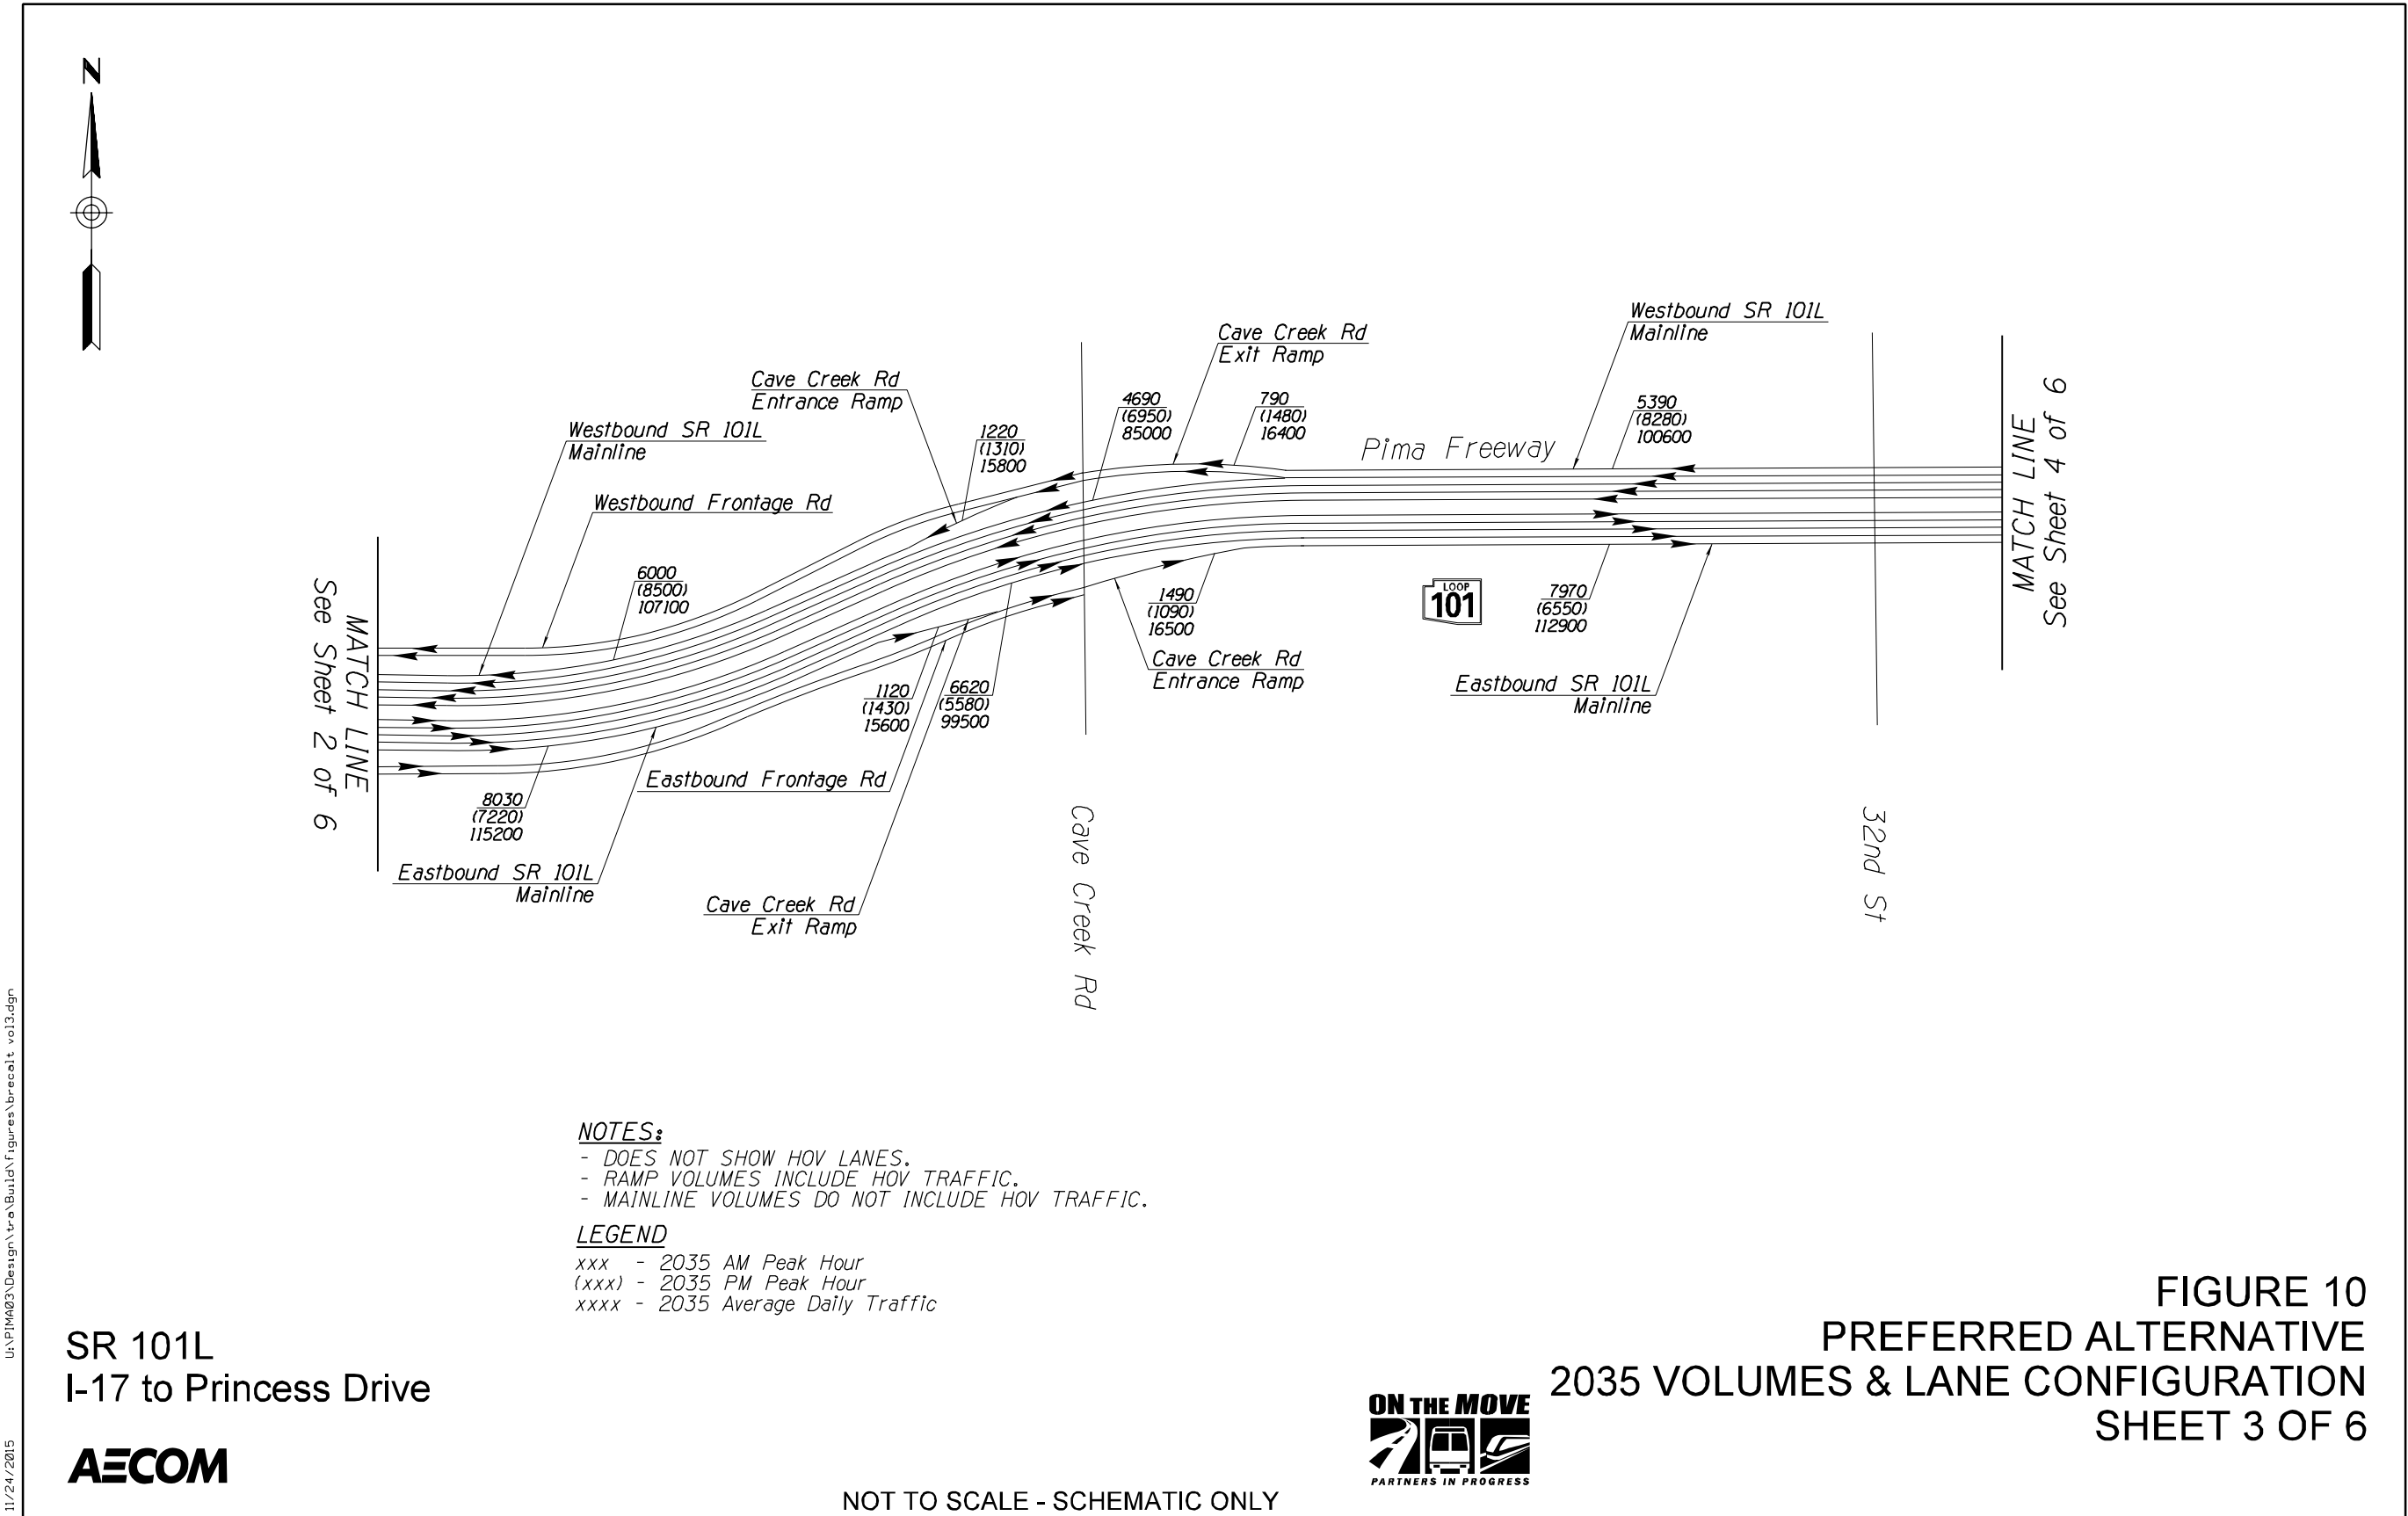 N
Westbound SR 101L
Mainline
Cave Creek Rd
Exit Ramp
Cave Creek Rd
Entrance Ramp
4690
(6950)
85000
790
(1480)
16400
5390
(8280)
100600
Westbound SR 101L
Mainline
1220
(1310)
15800
Pima Freeway
MATCH LINE
See Sheet 4 of 6
Westbound Frontage Rd
6000
(8500)
107100
LOOP
101
7970
(6550)
112900
1490
(1090)
16500
MATCH LINE
See Sheet 2 of 6
Cave Creek Rd
Entrance Ramp
Eastbound SR 101L
Mainline
1120
(1430)
15600
6620
(5580)
99500
Eastbound Frontage Rd
8030
(7220)
115200
Eastbound SR 101L
Mainline
Cave Creek Rd
Exit Ramp
Cave Creek Rd
32nd St
NOTES:
- DOES NOT SHOW HOV LANES.
- RAMP VOLUMES INCLUDE HOV TRAFFIC.
- MAINLINE VOLUMES DO NOT INCLUDE HOV TRAFFIC.
LEGEND
xxx - 2035 AM Peak Hour
(xxx) - 2035 PM Peak Hour
xxxx - 2035 Average Daily Traffic
SR 101L
I-17 to Princess Drive
AECOM
NOT TO SCALE - SCHEMATIC ONLY
ON THE MOVE
PARTNERS IN PROGRESS
FIGURE 10
PREFERRED ALTERNATIVE
2035 VOLUMES & LANE CONFIGURATION
SHEET 3 OF 6
11/24/2015 U:\PIMA03\Design\tra\Build\figures\brecalt vol3.dgn